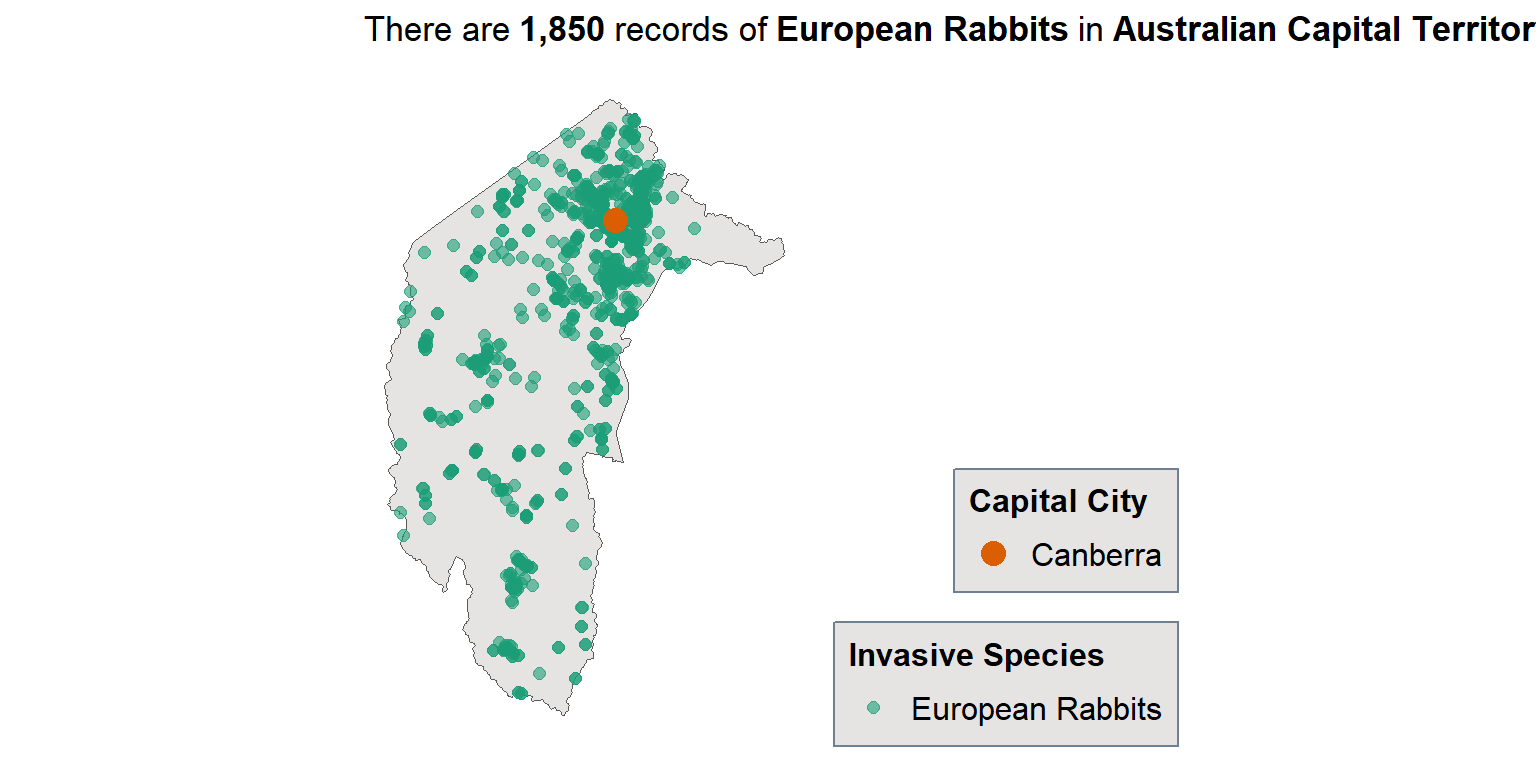 There are 1,850 records of European Rabbits in Australian Capital Territor
Capital City
Canberra
Invasive Species
European Rabbits